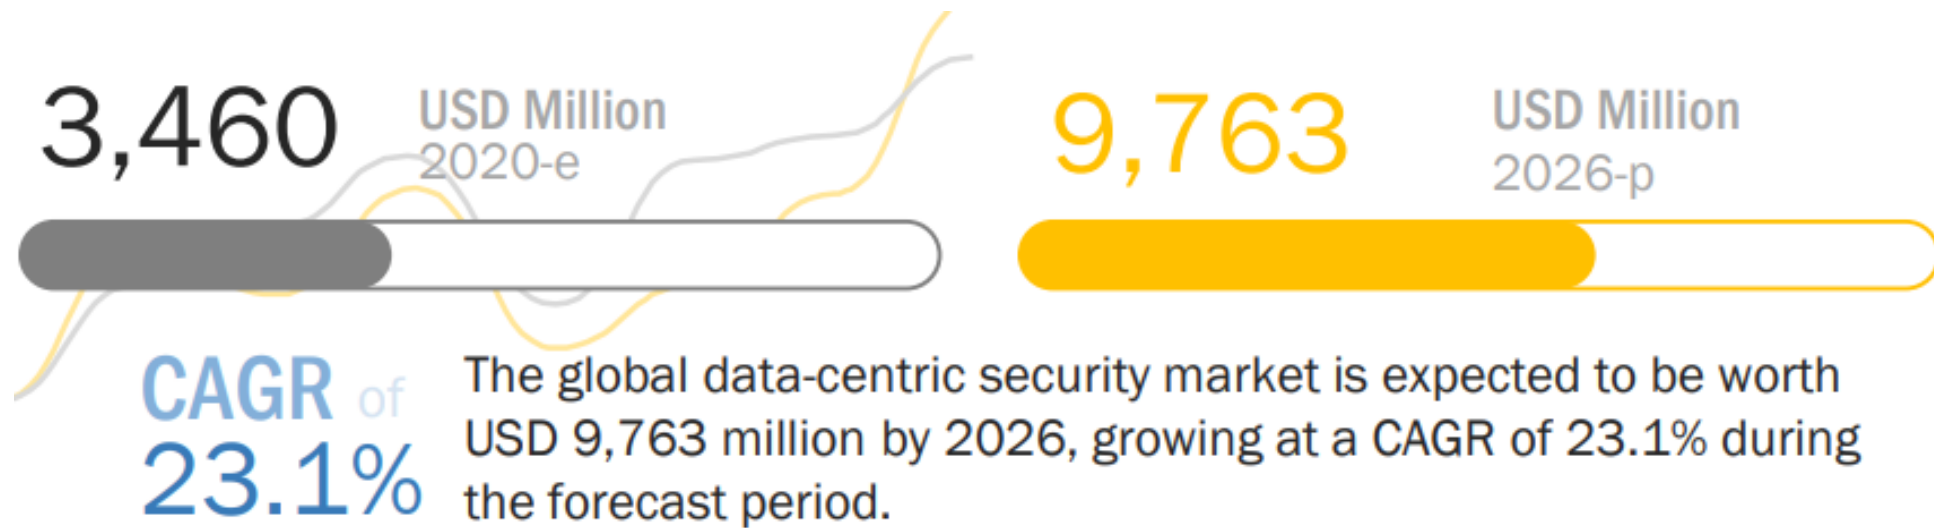 3,460 USD Million
2020-e
9,763 USD Million
2026-p
CAGR of
23.1%
The global data-centric security market is expected to be worth
USD 9,763 million by 2026, growing at a CAGR of 23.1% during
the forecast period.